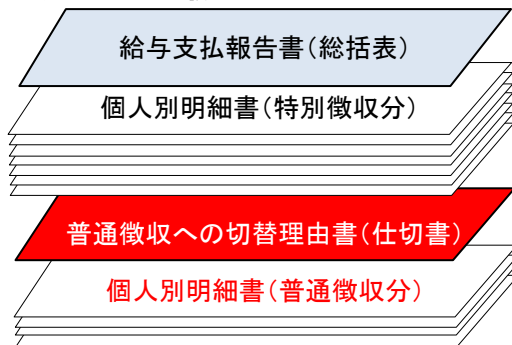 給与支払報告書（総括表）
個人別明細書（特別徴収分）
普通徴収への切替理由書（仕切書）
個人別明細書（普通徴収分）